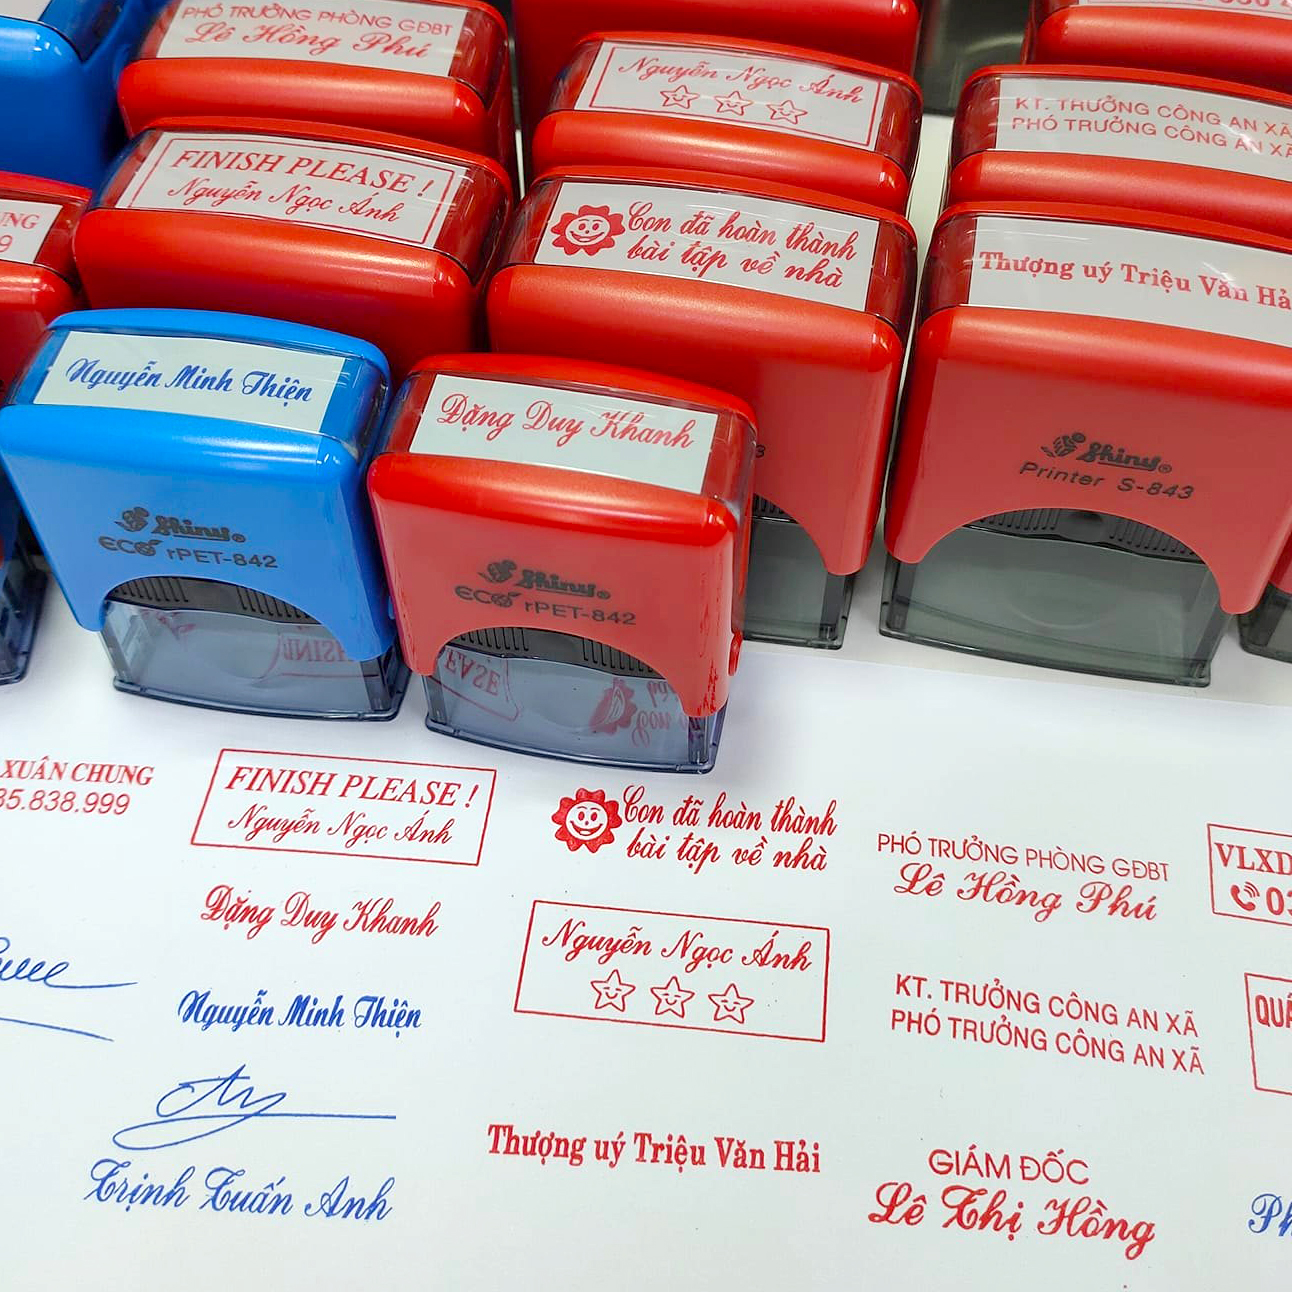 PHÓ TRƯỞNG PHÒNG GĐBT
Lê Hồng Phú
Nguyễn Ngọc Ánh
KT. TRƯỞNG CÔNG AN XÃ
PHÓ TRƯỞNG CÔNG AN XÃ
FINISH PLEASE !
Nguyễn Ngọc Ánh
Con đã hoàn thành
bài tập về nhà
Thượng uý Triệu Văn Hả
Nguyễn Minh Thiện
Đặng Duy Khanh
Shiny
Printer S-843
Shiny
eco rPET-842
Shiny
eco rPET-842
XUÂN CHUNG
35.838.999
FINISH PLEASE !
Nguyễn Ngọc Ánh
Con đã hoàn thành
bài tập về nhà
PHÓ TRƯỞNG PHÒNG GĐBT
Lê Hồng Phú
VLXD
Đặng Duy Khanh
Nguyễn Ngọc Ánh
Nguyễn Minh Thiện
KT. TRƯỞNG CÔNG AN XÃ
PHÓ TRƯỞNG CÔNG AN XÃ
Trịnh Tuấn Anh
Thượng uý Triệu Văn Hải
GIÁM ĐỐC
Lê Thị Hồng